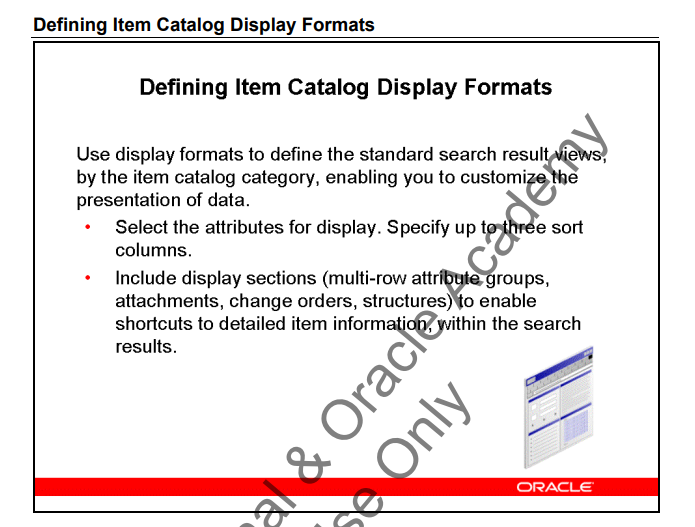 Defining Item Catalog Display Formats
Defining Item Catalog Display Formats
Use display formats to define the standard search result views,
by the item catalog category, enabling you to customize the
presentation of data.
• Select the attributes for display. Specify up to three sort
columns.
• Include display sections (multi-row attribute groups,
attachments, change orders, structures) to enable
shortcuts to detailed item information, within the search
results.
& Oracle Academy
Only
ORACLE